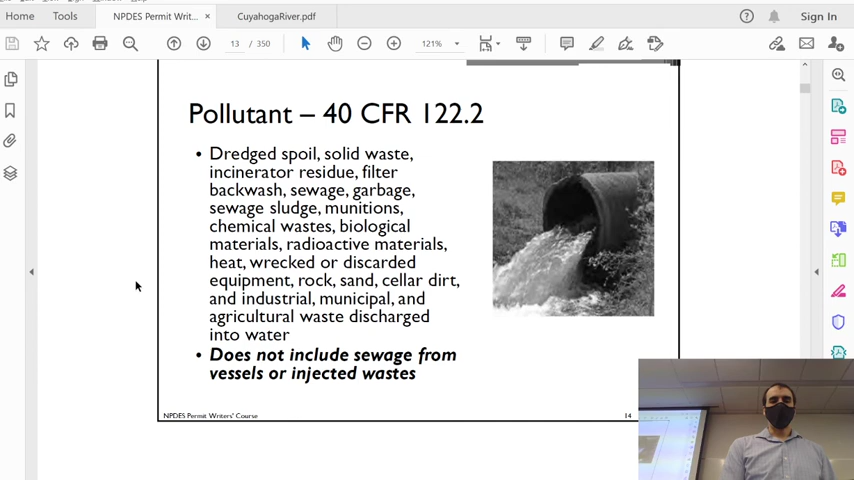 Home Tools NPDES Permit Writ... × CuyahogaRiver.pdf Sign In
13 / 350 121%
Pollutant – 40 CFR 122.2
• Dredged spoil, solid waste,
incinerator residue, filter
backwash, sewage, garbage,
sewage sludge, munitions,
chemical wastes, biological
materials, radioactive materials,
heat, wrecked or discarded
equipment, rock, sand, cellar dirt,
and industrial, municipal, and
agricultural waste discharged
into water
• Does not include sewage from
vessels or injected wastes
NPDES Permit Writers' Course 14